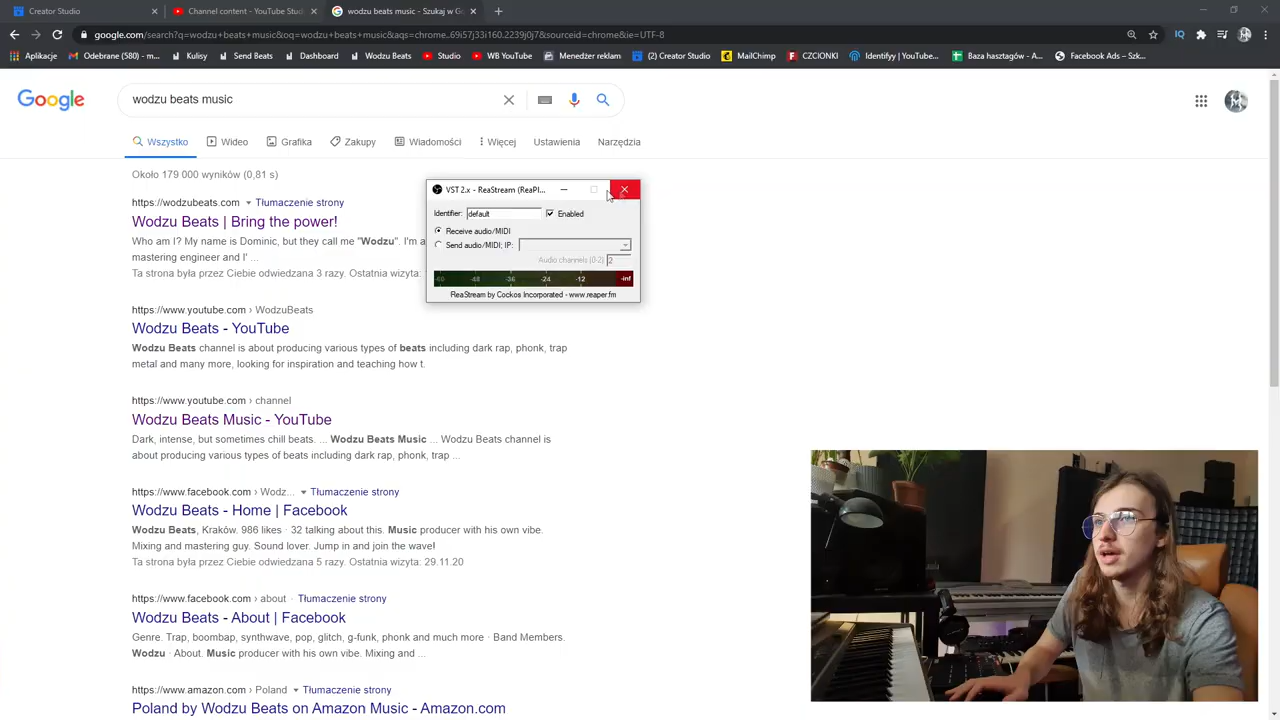 Creator Studio
Channel content - YouTube Stud
wodzu beats music - Szukaj w Go
google.com/search?q=wodzu+beats+music&oq=wodzu+beats+music&aqs=chrome..69i57j33i160.2239j0j7&sourceid=chrome&ie=UTF-8
Aplikacje
Odebrane (580) - m...
Kulisy
Send Beats
Dashboard
Wodzu Beats
Studio
WB YouTube
Menedżer reklam
(2) Creator Studio
MailChimp
CZCIONKI
Identify | YouTube...
Baza hasztagów – A...
Facebook Ads – Szk...
Google
wodzu beats music
Wszystko
Wideo
Grafika
Zakupy
Wiadomości
Więcej
Ustawienia
Narzędzia
Około 179 000 wyników (0,81 s)
https://wodzubeats.com
Tłumaczenie strony
Wodzu Beats | Bring the power!
Who am I? My name is Dominic, but they call me "Wodzu". I'm a
mastering engineer and I' ...
Ta strona była przez Ciebie odwiedzana 3 razy. Ostatnia wizyta:
VST 2.x - ReaStream (ReaPl...
Identifier:
default
Enabled
Receive audio/MIDI
Send audio/MIDI; IP:
Audio channels (0-2):
2
-60 -48 -36 -24 -12 -inf
ReaStream by Cockos Incorporated - www.reaper.fm
https://www.youtube.com › WodzuBeats
Wodzu Beats - YouTube
Wodzu Beats channel is about producing various types of beats including dark rap, phonk, trap
metal and many more, looking for inspiration and teaching how t.
https://www.youtube.com › channel
Wodzu Beats Music - YouTube
Dark, intense, but sometimes chill beats. ... Wodzu Beats Music ... Wodzu Beats channel is
about producing various types of beats including dark rap, phonk, trap ...
https://www.facebook.com › Wodz...
Tłumaczenie strony
Wodzu Beats - Home | Facebook
Wodzu Beats, Kraków. 986 likes · 32 talking about this. Music producer with his own vibe.
Mixing and mastering guy. Sound lover. Jump in and join the wave!
Ta strona była przez Ciebie odwiedzana 5 razy. Ostatnia wizyta: 29.11.20
https://www.facebook.com › about
Tłumaczenie strony
Wodzu Beats - About | Facebook
Genre. Trap, boombap, synthwave, pop, glitch, g-funk, phonk and much more · Band Members.
Wodzu · About. Music producer with his own vibe. Mixing and ...
https://www.amazon.com › Poland
Tłumaczenie strony
Poland by Wodzu Beats on Amazon Music - Amazon.com